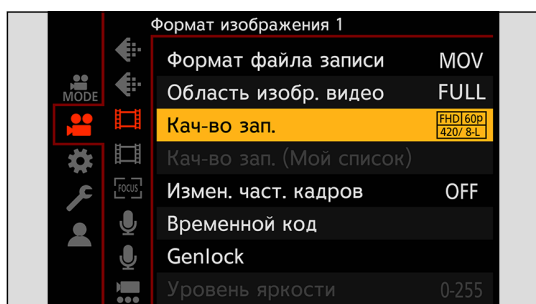 Формат изображения 1
MODE
FOCUS
Формат файла записи MOV
Область изобр. видео FULL
Кач-во зап. FHD 60p 420/ 8-L
Кач-во зап. (Мой список)
Измен. част. кадров OFF
Временной код
Genlock
Уровень яркости 0-255